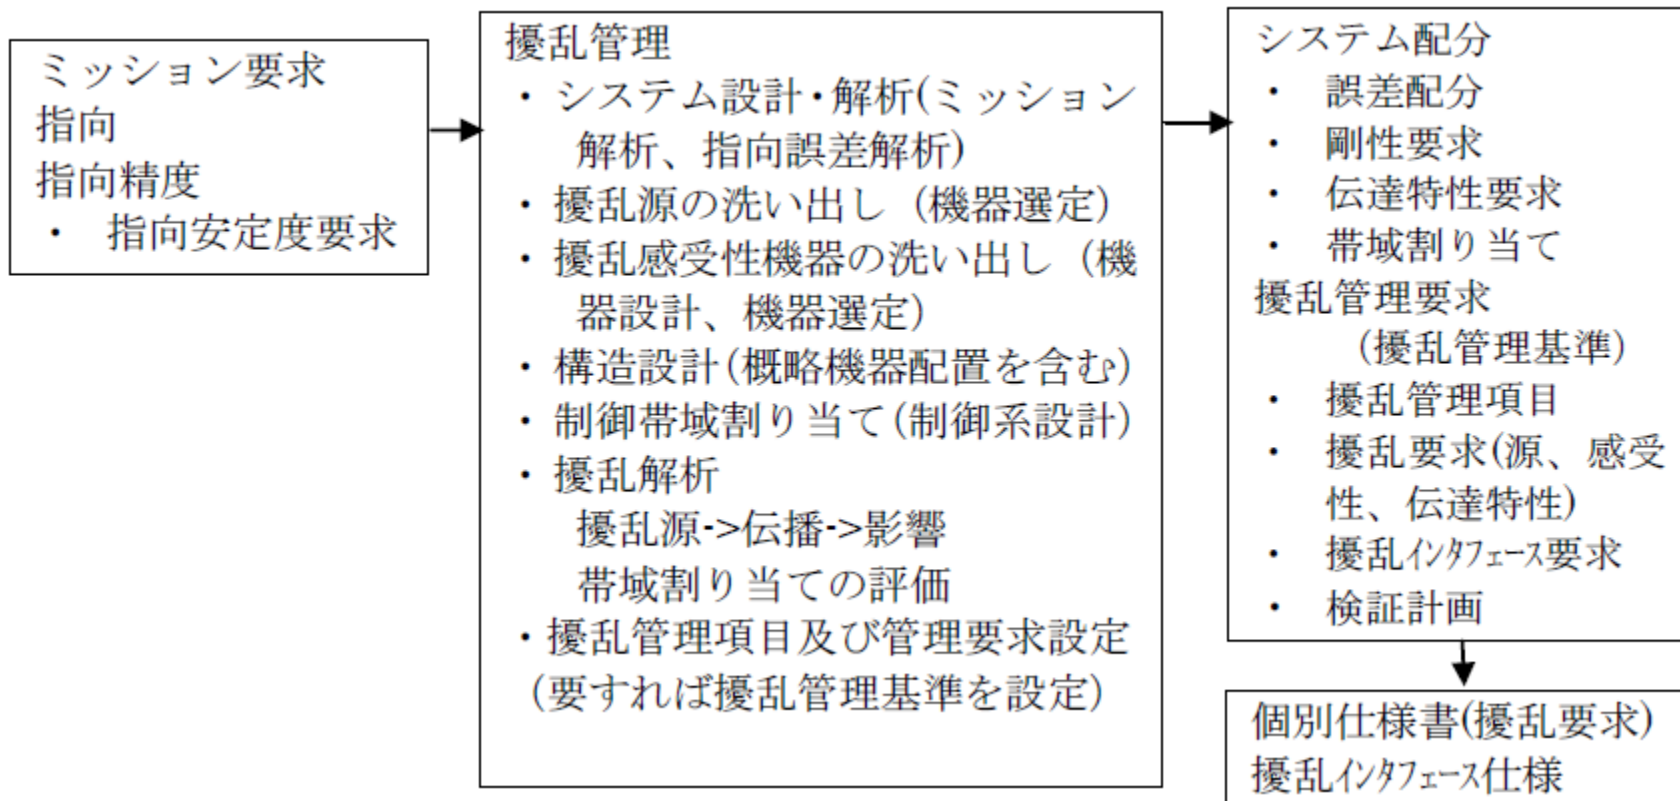 ミッション要求
指向
指向精度
・ 指向安定度要求
擾乱管理
・システム設計・解析(ミッション
解析、指向誤差解析)
・擾乱源の洗い出し（機器選定）
・擾乱感受性機器の洗い出し（機
器設計、機器選定）
・構造設計(概略機器配置を含む)
・制御帯域割り当て(制御系設計)
・擾乱解析
擾乱源->伝播->影響
帯域割り当ての評価
・擾乱管理項目及び管理要求設定
（要すれば擾乱管理基準を設定）
システム配分
・ 誤差配分
・ 剛性要求
・ 伝達特性要求
・ 帯域割り当て
擾乱管理要求
（擾乱管理基準）
・ 擾乱管理項目
・ 擾乱要求(源、感受
性、伝達特性)
・ 擾乱ｲﾝﾀﾌｪｰｽ要求
・ 検証計画
個別仕様書(擾乱要求)
擾乱ｲﾝﾀﾌｪｰｽ仕様